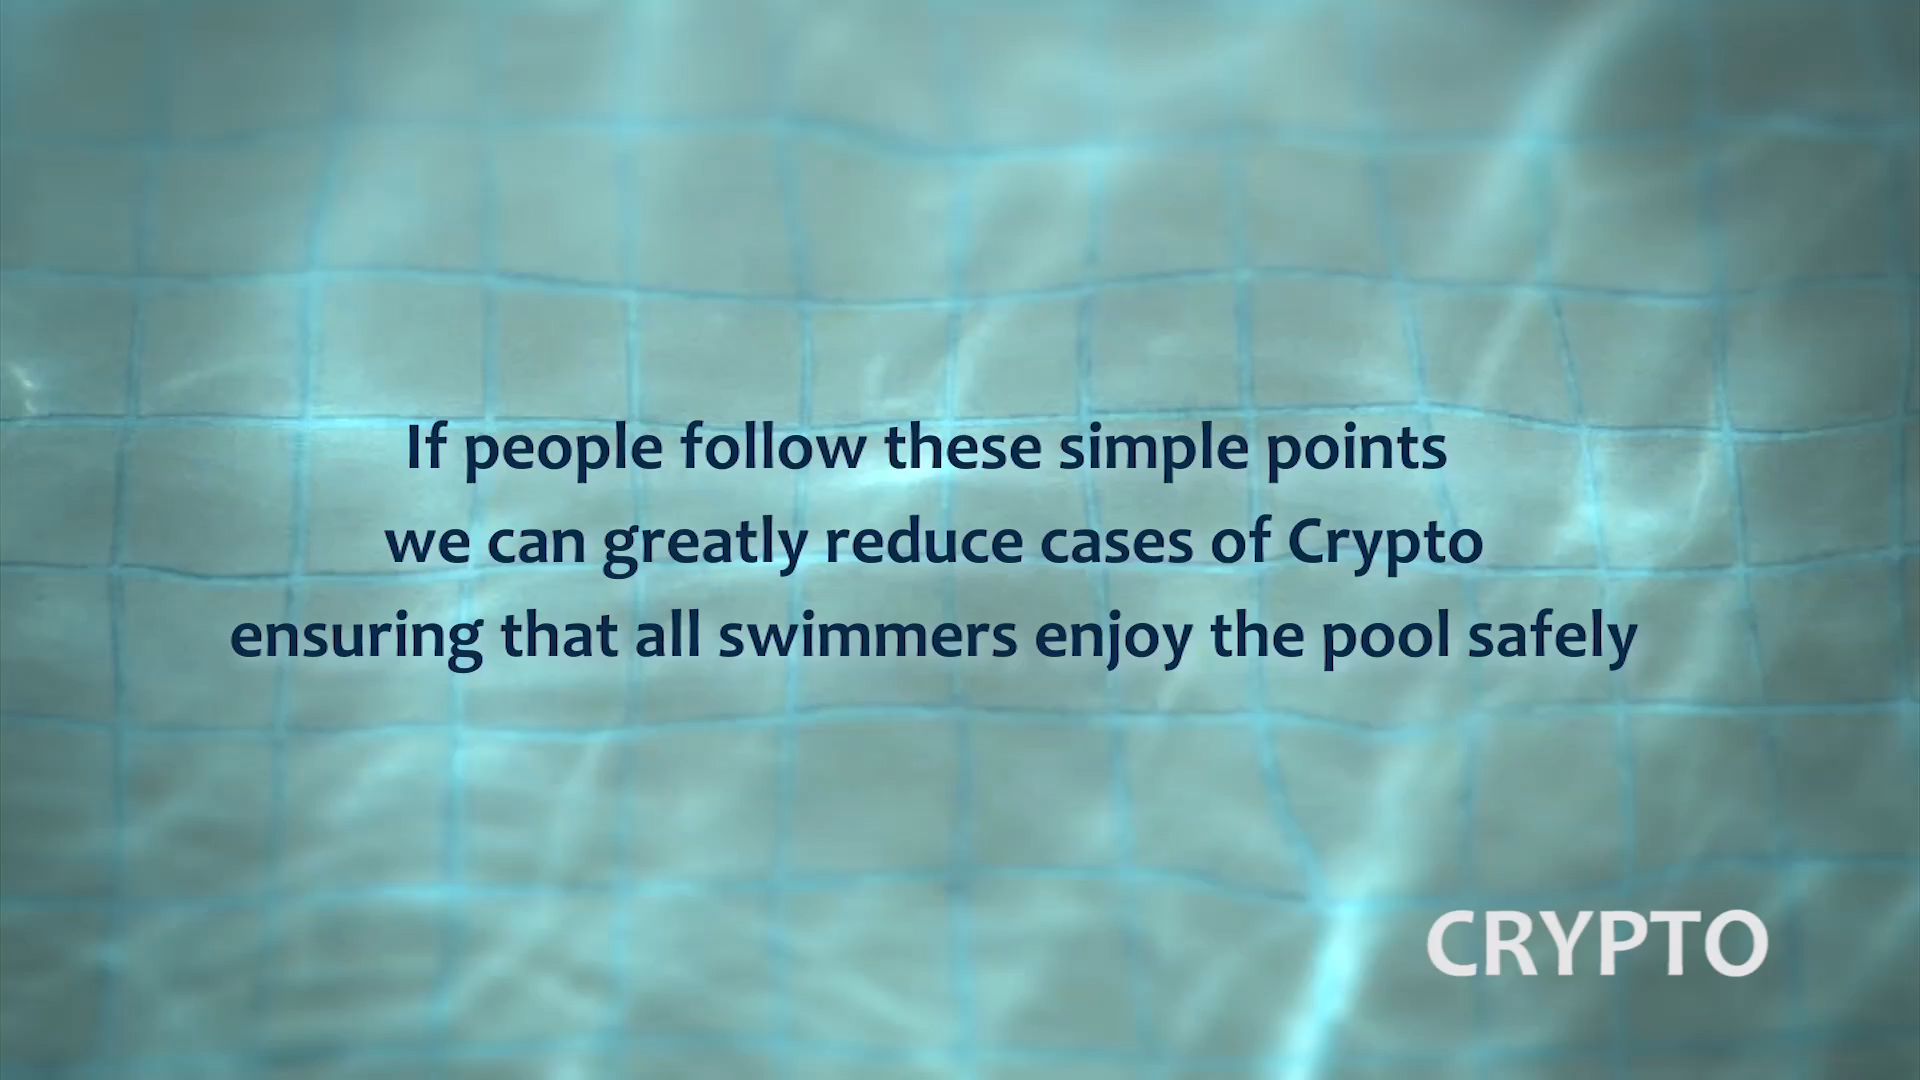 If people follow these simple points
we can greatly reduce cases of Crypto
ensuring that all swimmers enjoy the pool safely
CRYPTO